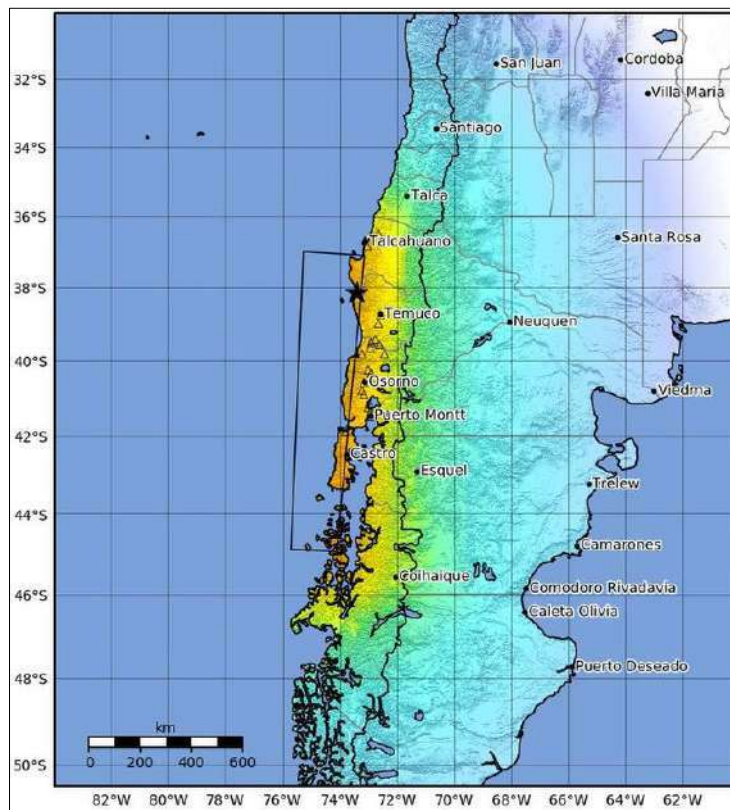 San Juan
Cordoba
32°S
Villa Maria
Santiago
34°S
Talca
36°S
Santa Rosa
Talcahuano
38°S
Temuco
Neuquen
40°S
Osorno
Viedma
Puerto Montt
42°S
Castro
Esquel
Trelew
44°S
Camarones
Coihaique
46°S
Comodoro Rivadavia
Caleta Olivia
48°S
Puerto Deseado
km
0 200 400 600
50°S
82°W 80°W 78°W 76°W 74°W 72°W 70°W 68°W 66°W 64°W 62°W